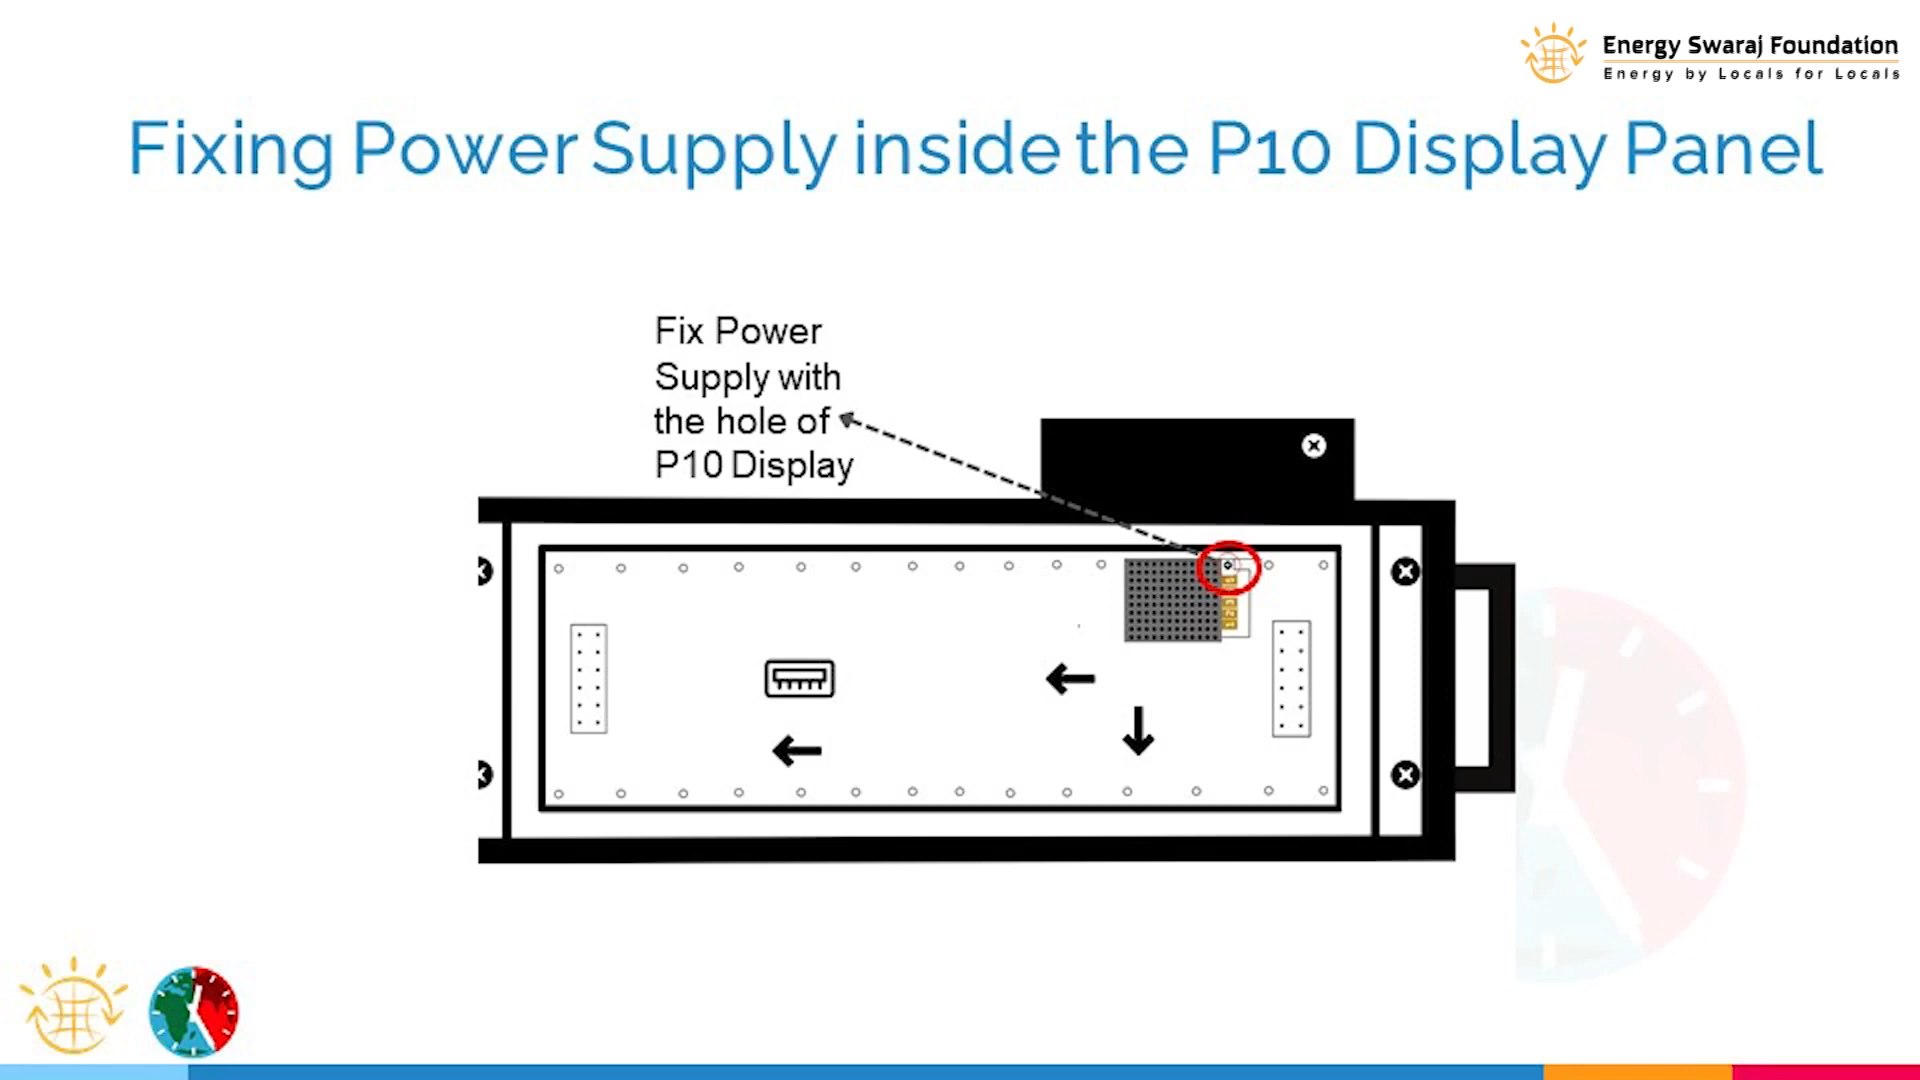 Energy Swaraj Foundation
Energy by Locals for Locals
Fixing Power Supply inside the P10 Display Panel
Fix Power
Supply with
the hole of
P10 Display